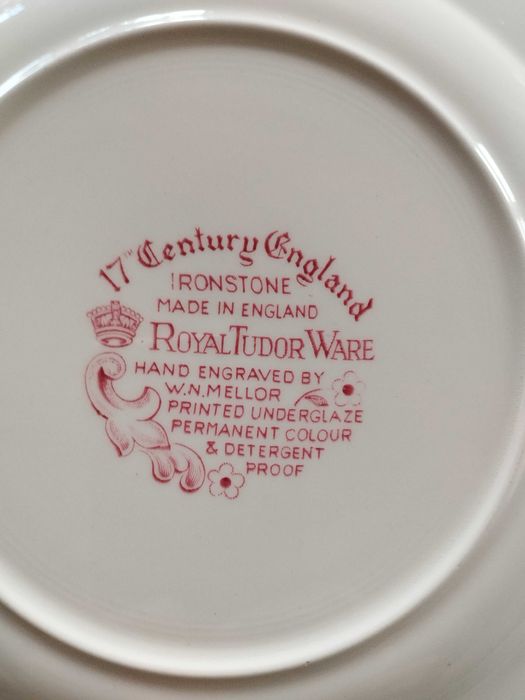 17th Century England
IRONSTONE
MADE IN ENGLAND
ROYAL TUDOR WARE
HAND ENGRAVED BY
W.N.MELLOR
PRINTED UNDERGLAZE
PERMANENT COLOUR
& DETERGENT
PROOF